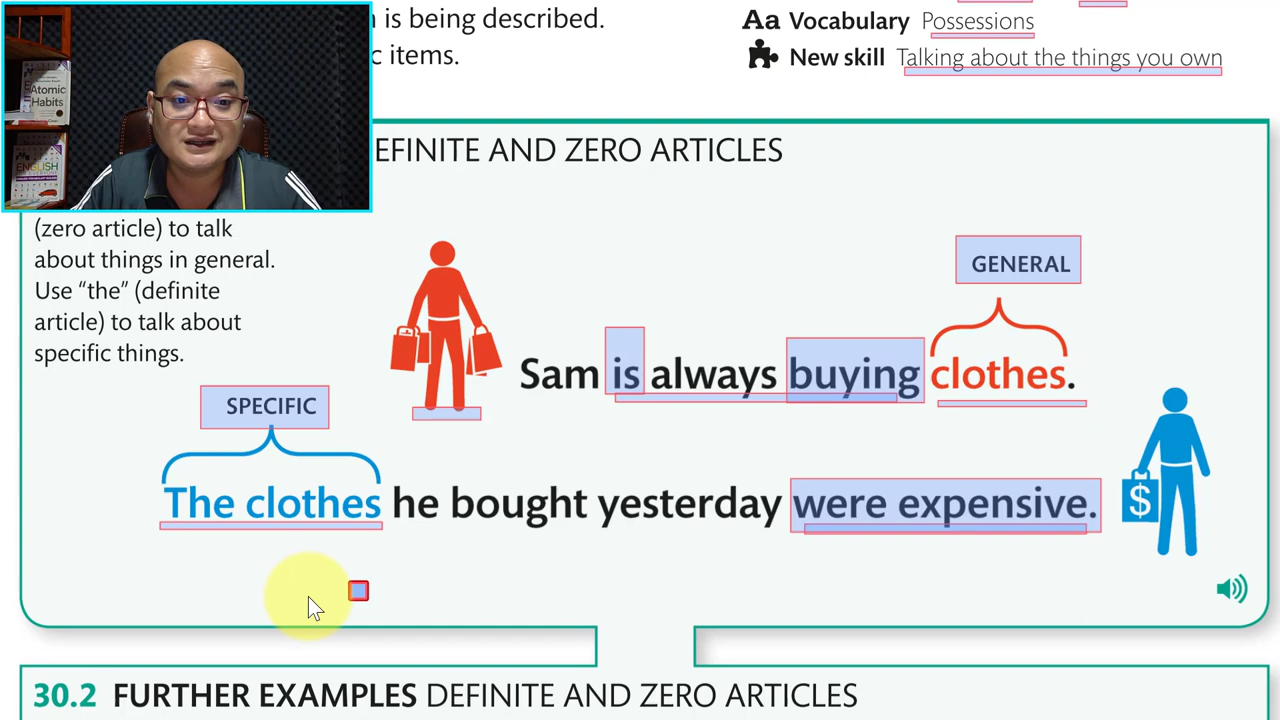 is being described.
c items.
Aa Vocabulary Possessions
New skill Talking about the things you own
Atomic
Habits
ENGLISH
EFINITE AND ZERO ARTICLES
(zero article) to talk
about things in general.
Use “the” (definite
article) to talk about
specific things.
GENERAL
Sam is always buying clothes.
SPECIFIC
The clothes he bought yesterday were expensive.
$
30.2 FURTHER EXAMPLES DEFINITE AND ZERO ARTICLES